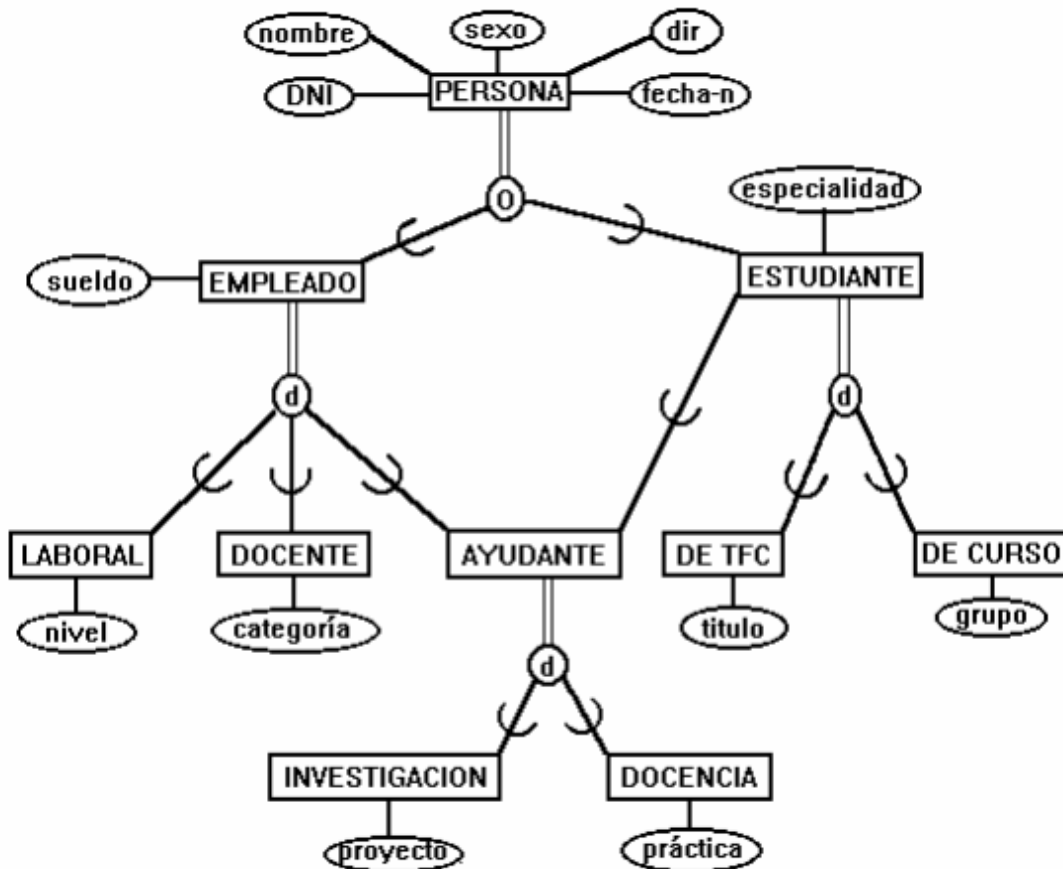 nombre
sexo
dir
DNI
PERSONA
fecha-n
O
especialidad
sueldo
EMPLEADO
ESTUDIANTE
d
d
LABORAL
DOCENTE
AYUDANTE
DE TFC
DE CURSO
nivel
categoría
titulo
grupo
d
INVESTIGACION
DOCENCIA
proyecto
práctica